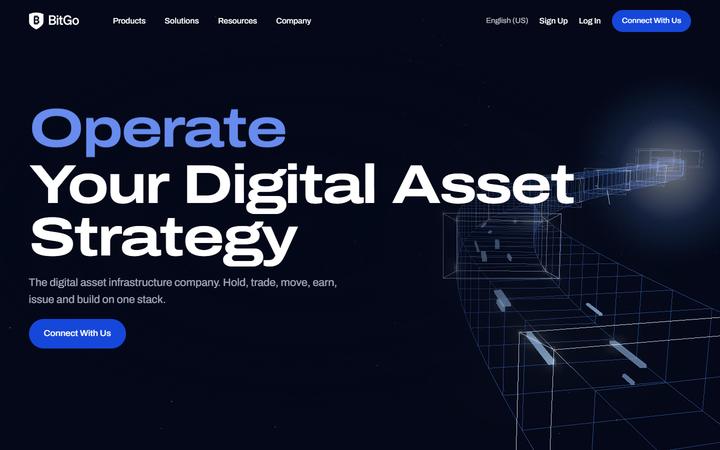 BitGo
Products
Solutions
Resources
Company
English (US)
Sign Up
Log In
Connect With Us
Operate
Your Digital Asset
Strategy
The digital asset infrastructure company. Hold, trade, move, earn,
issue and build on one stack.
Connect With Us